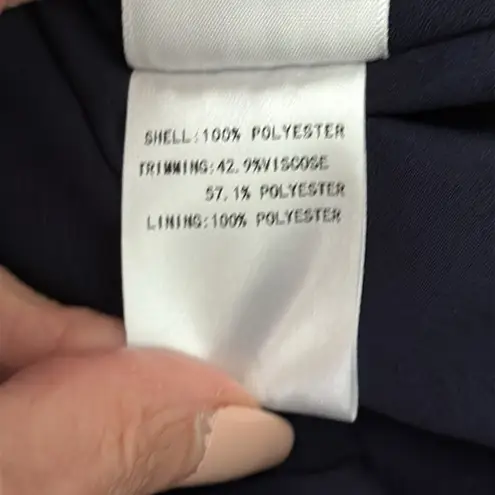 SHELL:100% POLYESTER
TRIMMING:42.9%VISCOSE
57.1% POLYESTER
LINING:100% POLYESTER